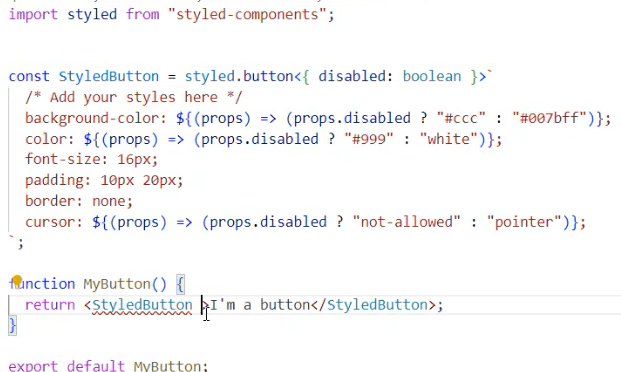 import styled from "styled-components";
const StyledButton = styled.button<{ disabled: boolean }>`
/* Add your styles here */
background-color: ${(props) => (props.disabled ? "#ccc" : "#007bff")};
color: ${(props) => (props.disabled ? "#999" : "white")};
font-size: 16px;
padding: 10px 20px;
border: none;
cursor: ${(props) => (props.disabled ? "not-allowed" : "pointer")};
`;
function MyButton() {
return <StyledButton >I'm a button</StyledButton>;
}
export default MyButton;